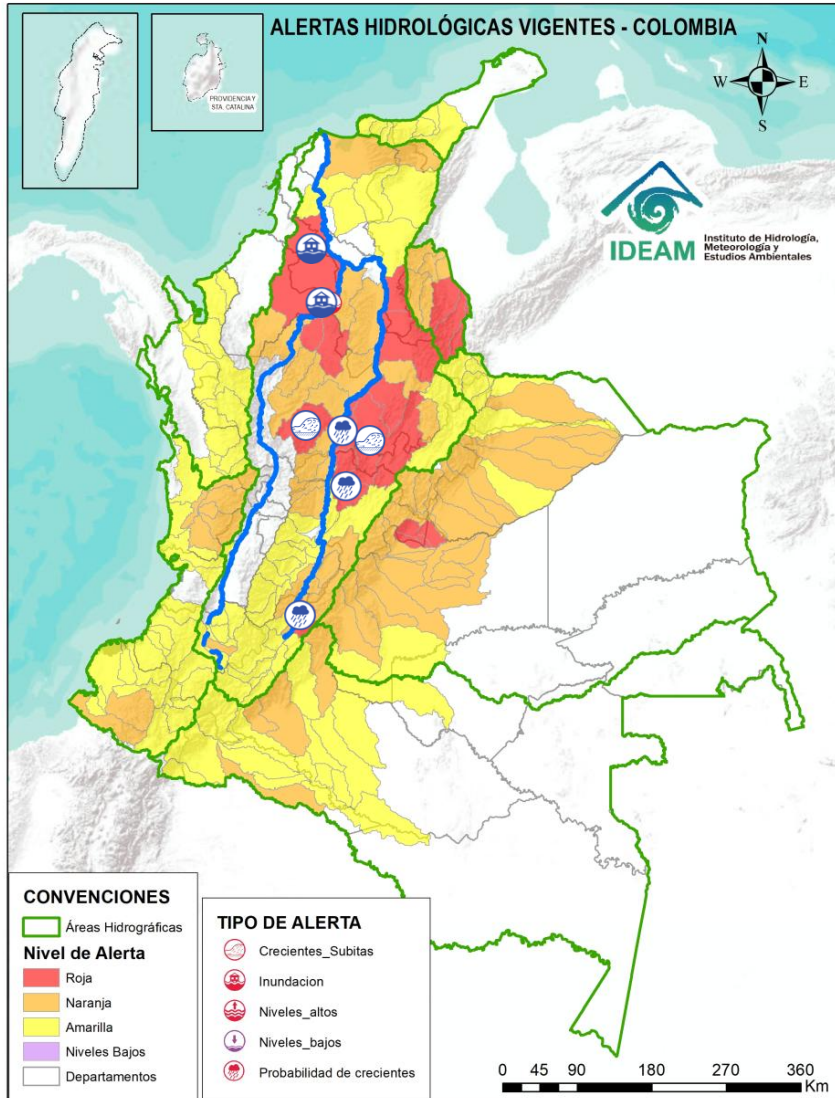 ALERTAS HIDROLÓGICAS VIGENTES - COLOMBIA
PROVIDENCIA Y
STA. CATALINA
N
W
E
S
IDEAM
Instituto de Hidrología,
Meteorología y
Estudios Ambientales
CONVENCIONES
Áreas Hidrográficas
Nivel de Alerta
Roja
Naranja
Amarilla
Niveles Bajos
Departamentos
TIPO DE ALERTA
Crecientes_Subitas
Inundacion
Niveles_altos
Niveles_bajos
Probabilidad de crecientes
0 45 90 180 270 360
Km